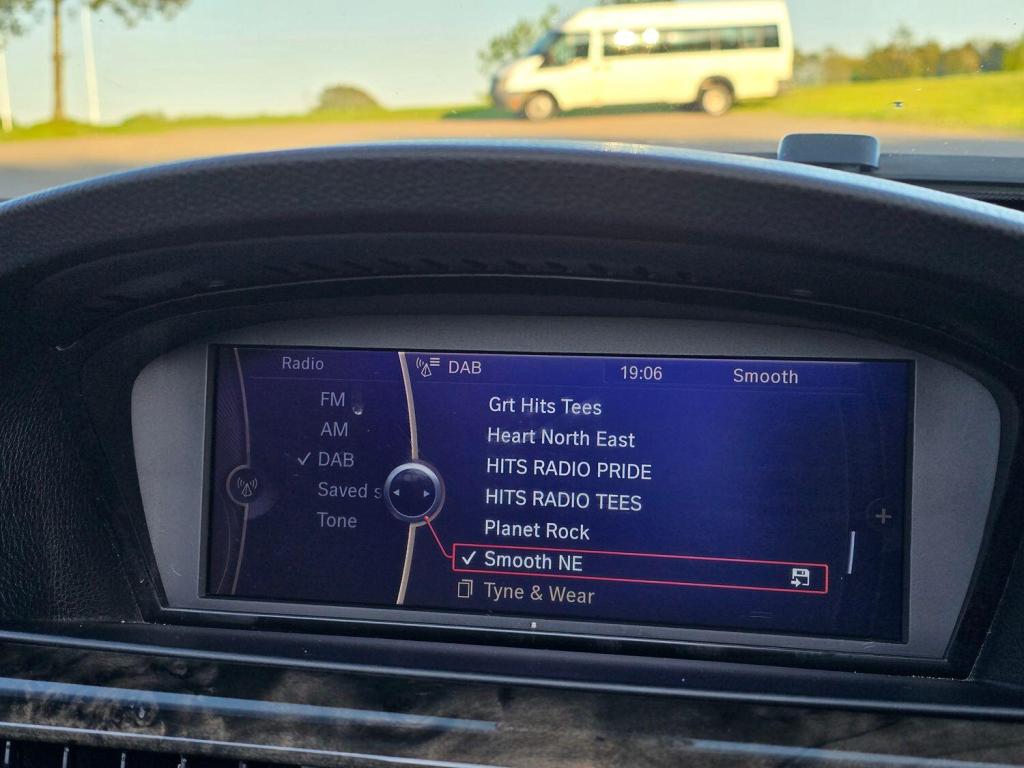 Radio
FM
AM
✓ DAB
Saved s
Tone
DAB 19:06 Smooth
Grt Hits Tees
Heart North East
HITS RADIO PRIDE
HITS RADIO TEES
Planet Rock
✓ Smooth NE
Tyne & Wear